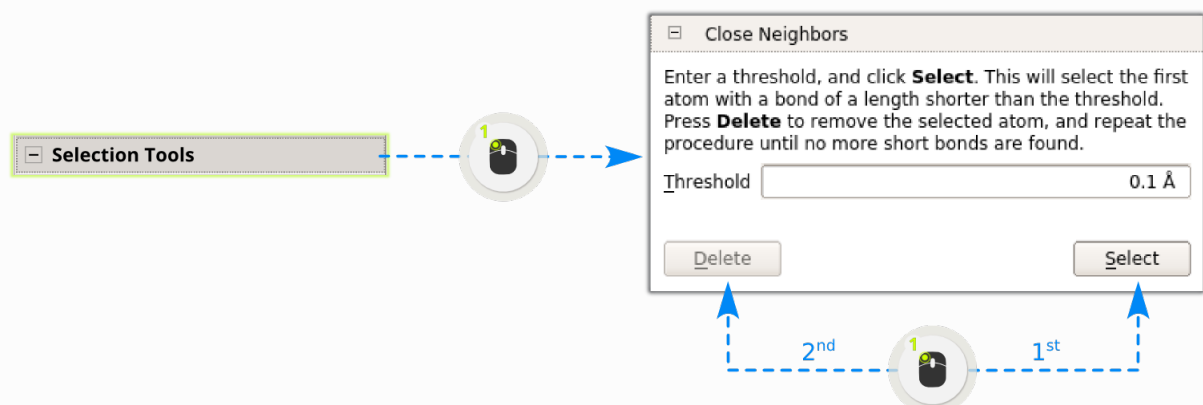 Close Neighbors
Enter a threshold, and click Select. This will select the first
atom with a bond of a length shorter than the threshold.
Press Delete to remove the selected atom, and repeat the
procedure until no more short bonds are found.
Selection Tools
1
Threshold 0.1 Å
Delete Select
2nd 1 1st